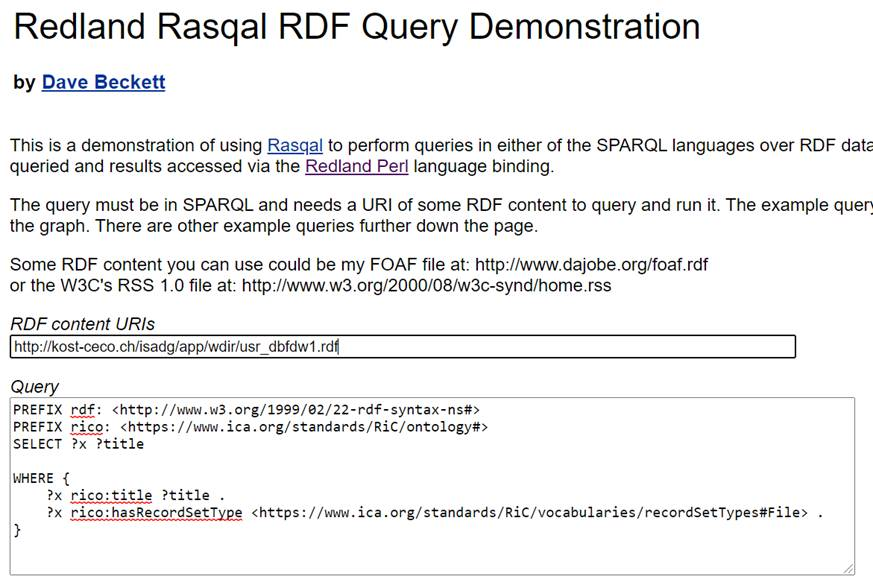 Redland Rasqal RDF Query Demonstration
by Dave Beckett
This is a demonstration of using Rasqal to perform queries in either of the SPARQL languages over RDF data
queried and results accessed via the Redland Perl language binding.
The query must be in SPARQL and needs a URI of some RDF content to query and run it. The example query
the graph. There are other example queries further down the page.
Some RDF content you can use could be my FOAF file at: http://www.dajobe.org/foaf.rdf
or the W3C's RSS 1.0 file at: http://www.w3.org/2000/08/w3c-synd/home.rss
RDF content URIs
http://kost-ceco.ch/isadg/app/wdir/usr_dbfdw1.rdf
Query
PREFIX rdf: <http://www.w3.org/1999/02/22-rdf-syntax-ns#>
PREFIX rico: <https://www.ica.org/standards/RiC/ontology#>
SELECT ?x ?title
WHERE {
?x rico:title ?title .
?x rico:hasRecordSetType <https://www.ica.org/standards/RiC/vocabularies/recordSetTypes#File> .
}